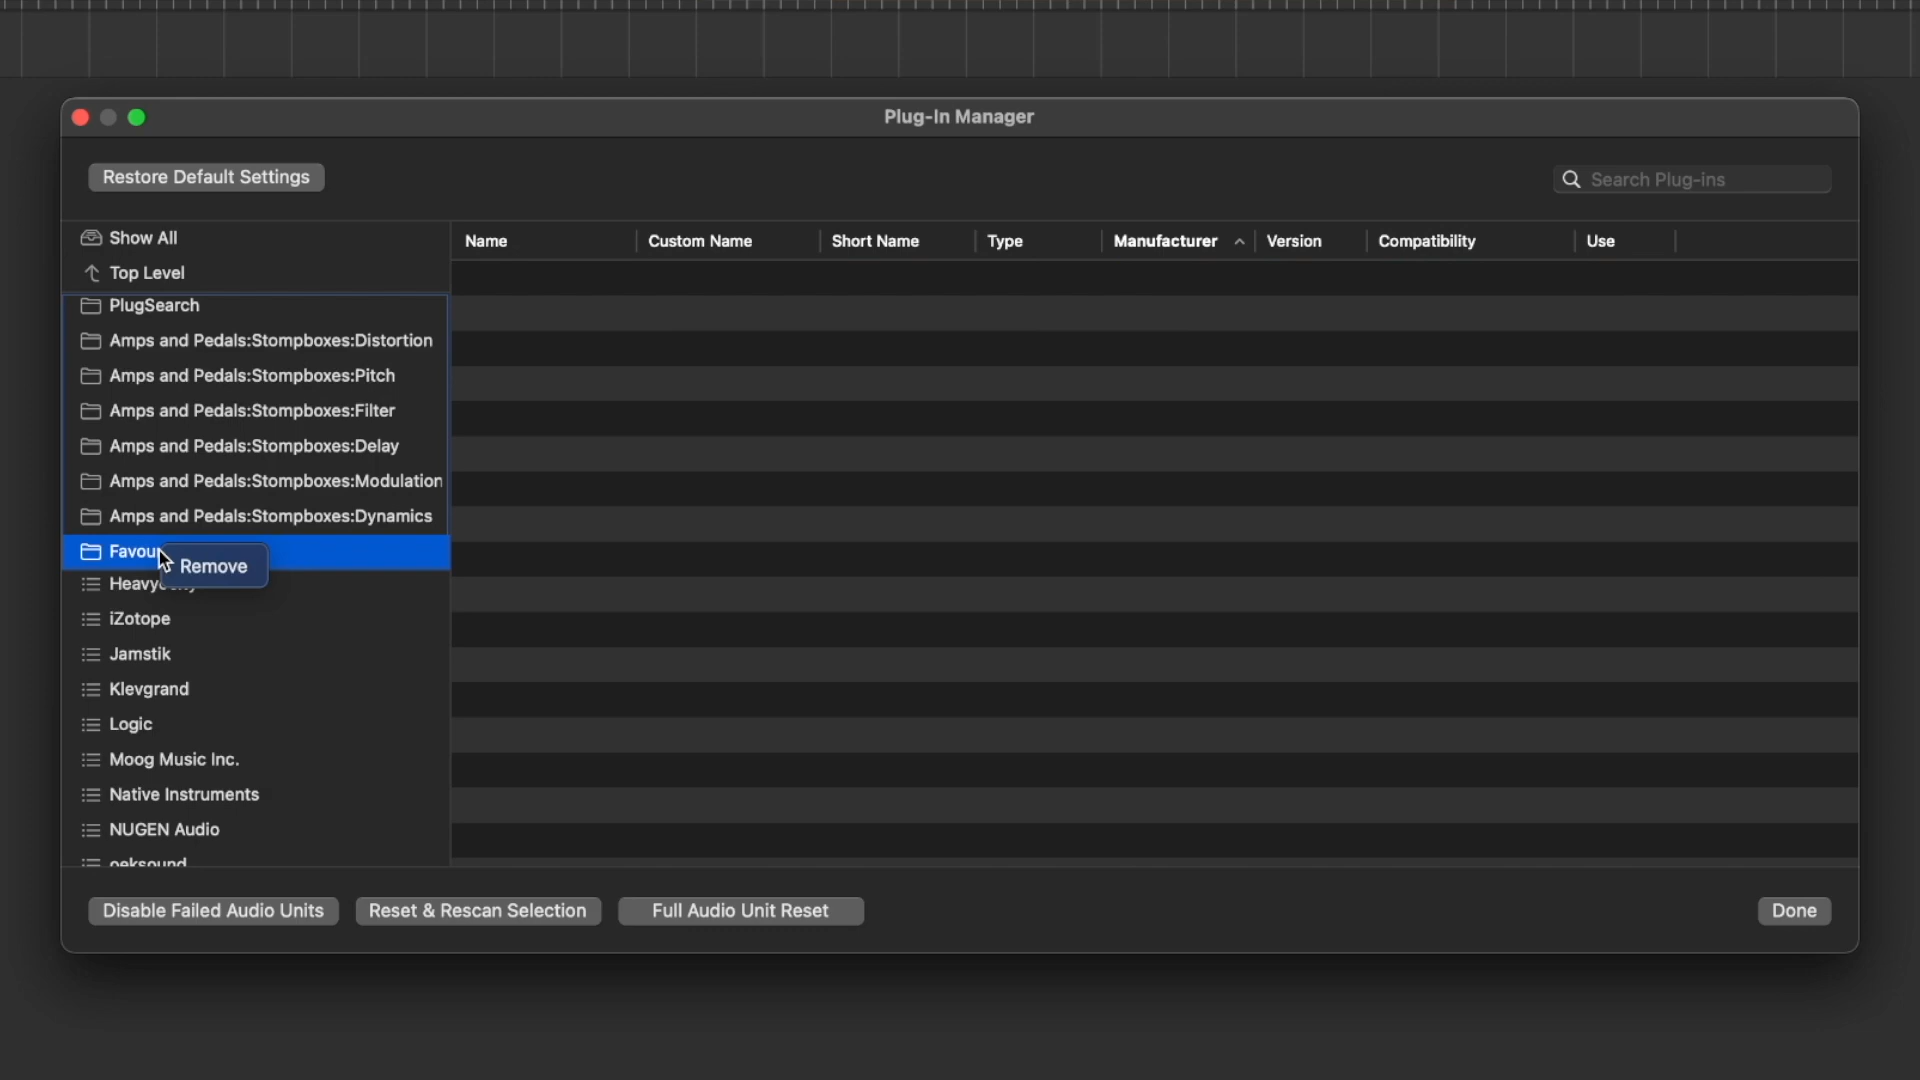 Plug-In Manager
Restore Default Settings
Search Plug-ins
Show All
Top Level
Name Custom Name Short Name Type Manufacturer Version Compatibility Use
PlugSearch
Amps and Pedals:Stompboxes:Distortion
Amps and Pedals:Stompboxes:Pitch
Amps and Pedals:Stompboxes:Filter
Amps and Pedals:Stompboxes:Delay
Amps and Pedals:Stompboxes:Modulation
Amps and Pedals:Stompboxes:Dynamics
Remove
iZotope
Jamstik
Klevgrand
Logic
Moog Music Inc.
Native Instruments
NUGEN Audio
oeksound
Disable Failed Audio Units
Reset & Rescan Selection
Full Audio Unit Reset
Done